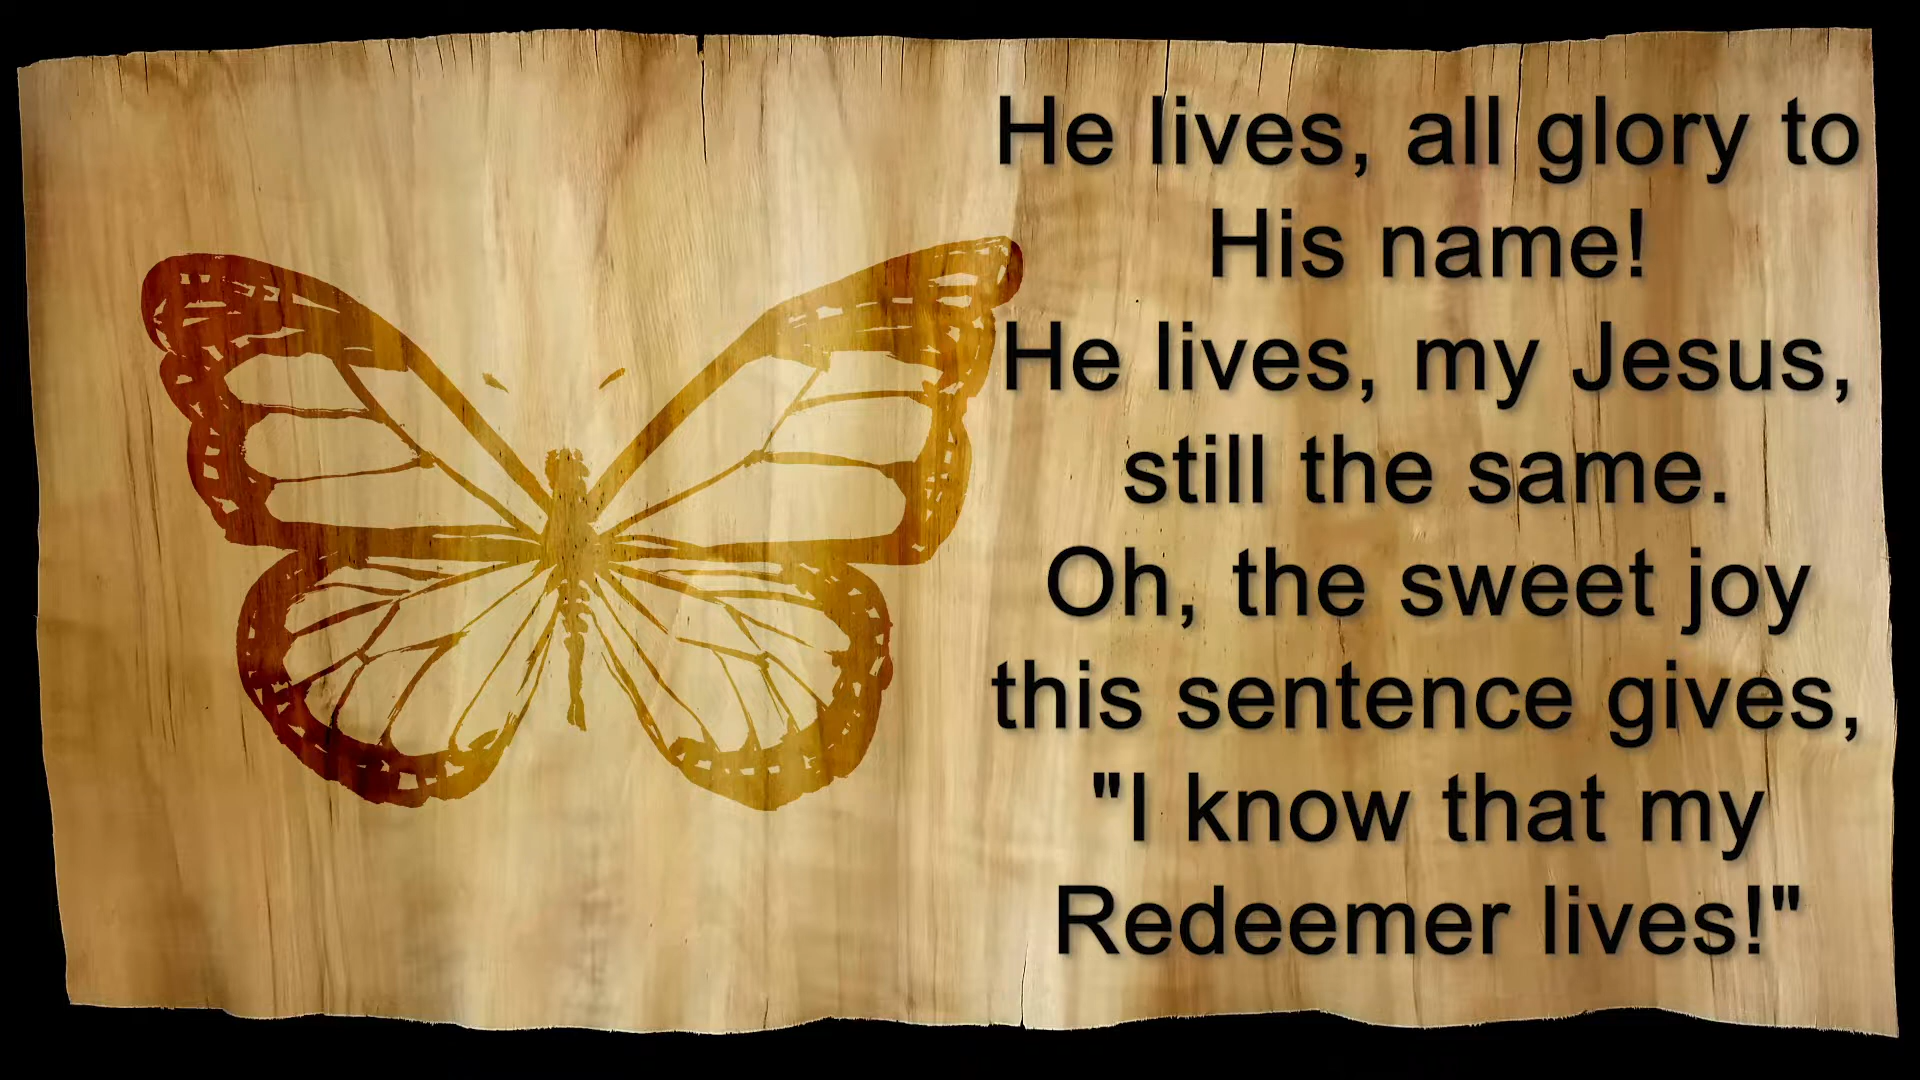 He lives, all glory to
His name!
He lives, my Jesus,
still the same.
Oh, the sweet joy
this sentence gives,
"I know that my
Redeemer lives!"